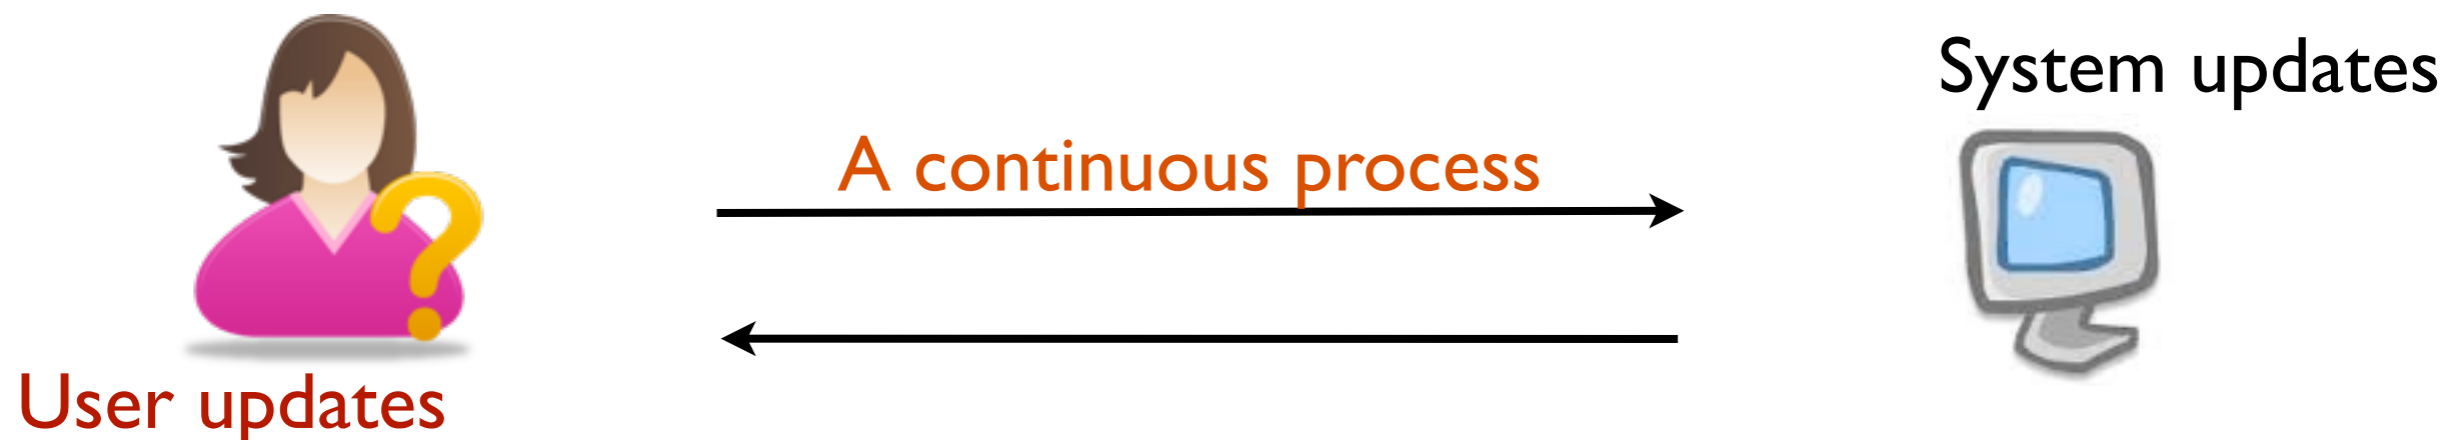 System updates
A continuous process
User updates